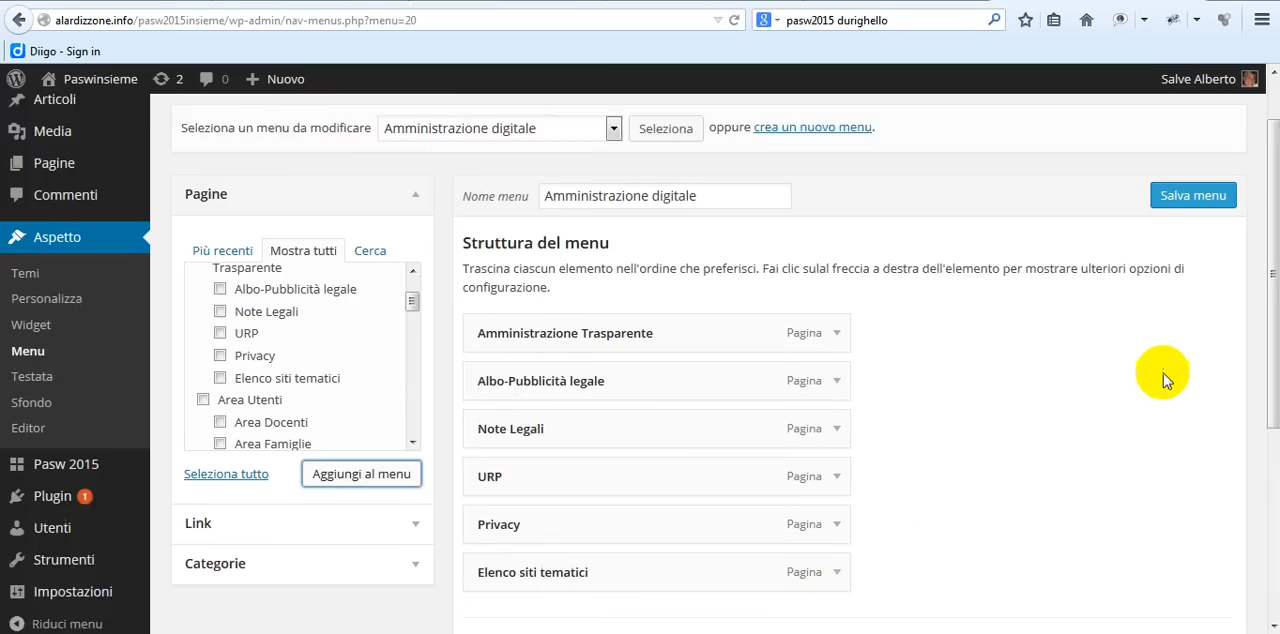 alardizzone.info/pasw2015insieme/wp-admin/nav-menus.php?menu=20
pasw2015 durighello
Diigo - Sign in
Paswinsieme
2
0
Nuovo
Salve Alberto
Articoli
Media
Pagine
Commenti
Aspetto
Temi
Personalizza
Widget
Menu
Testata
Sfondo
Editor
Pasw 2015
Plugin 1
Utenti
Strumenti
Impostazioni
Riduci menu
Seleziona un menu da modificare Amministrazione digitale Seleziona oppure crea un nuovo menu.
Pagine
Più recenti Mostra tutti Cerca
Trasparente
Albo-Pubblicità legale
Note Legali
URP
Privacy
Elenco siti tematici
Area Utenti
Area Docenti
Area Famiglie
Seleziona tutto Aggiungi al menu
Link
Categorie
Nome menu Amministrazione digitale Salva menu
Struttura del menu
Trascina ciascun elemento nell'ordine che preferisci. Fai clic sulal freccia a destra dell'elemento per mostrare ulteriori opzioni di
configurazione.
Amministrazione Trasparente Pagina
Albo-Pubblicità legale Pagina
Note Legali Pagina
URP Pagina
Privacy Pagina
Elenco siti tematici Pagina